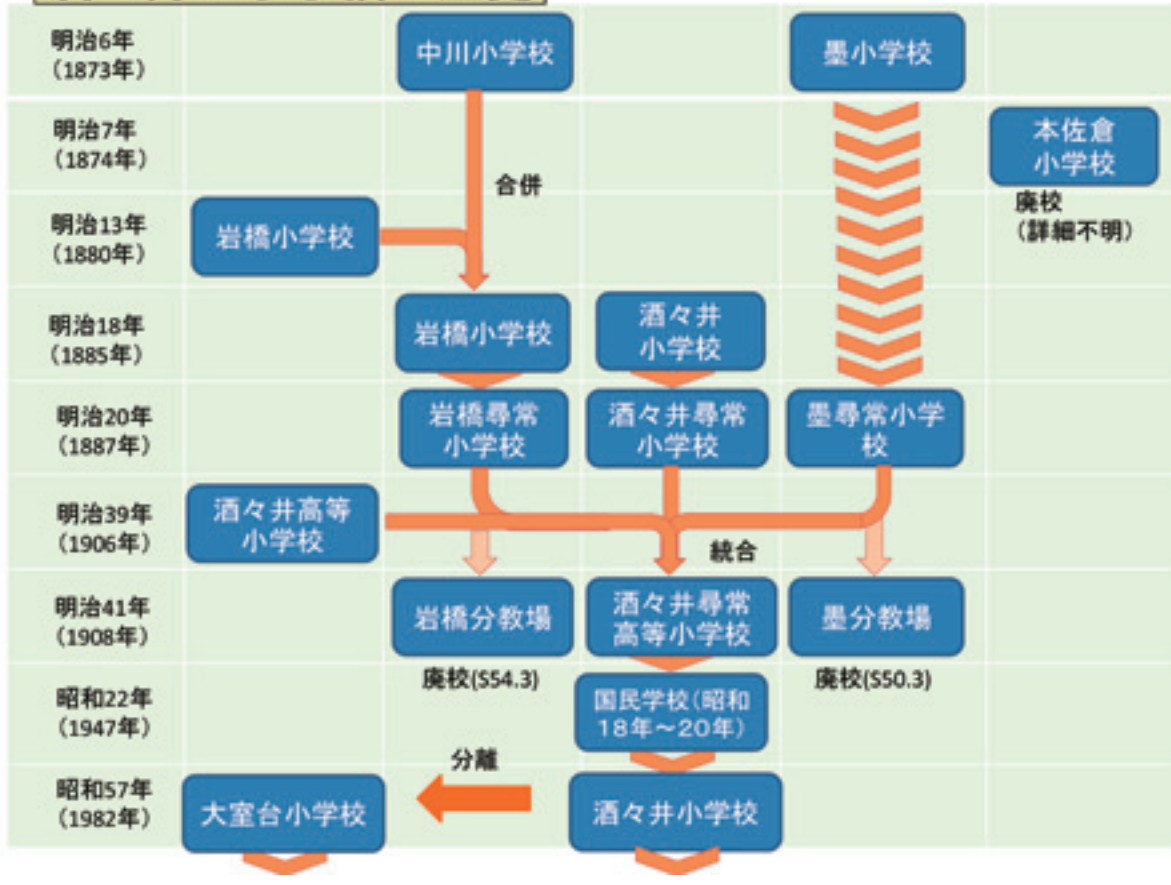 明治6年
（1873年）
中川小学校
墨小学校
明治7年
（1874年）
本佐倉
小学校
合併
廃校
（詳細不明）
明治13年
（1880年）
岩橋小学校
明治18年
（1885年）
岩橋小学校
酒々井
小学校
明治20年
（1887年）
岩橋尋常
小学校
酒々井尋常
小学校
墨尋常小学
校
明治39年
（1906年）
酒々井高等
小学校
統合
明治41年
（1908年）
岩橋分教場
酒々井尋常
高等小学校
墨分教場
廃校(S54.3)
廃校(S50.3)
昭和22年
（1947年）
国民学校（昭和
18年～20年）
分離
昭和57年
（1982年）
大室台小学校
酒々井小学校